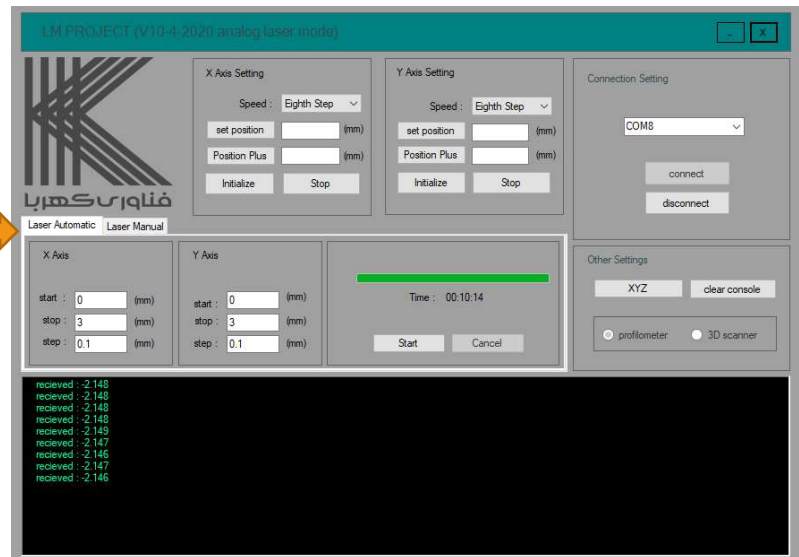 LM PROJECT (V10-4-2020 analog laser mode)
- X
فناوری کهربا
X Axis Setting
Speed : Eighth Step
set position (mm)
Position Plus (mm)
Initialize Stop
Y Axis Setting
Speed : Eighth Step
set position (mm)
Position Plus (mm)
Initialize Stop
Connection Setting
COM8
connect
disconnect
Laser Automatic Laser Manual
X Axis
start : 0 (mm)
stop : 3 (mm)
step : 0.1 (mm)
Y Axis
start : 0 (mm)
stop : 3 (mm)
step : 0.1 (mm)
Time : 00:10:14
Start Cancel
Other Settings
XYZ clear console
profilometer 3D scanner
recieved : -2.148
recieved : -2.148
recieved : -2.148
recieved : -2.148
recieved : -2.149
recieved : -2.147
recieved : -2.146
recieved : -2.147
recieved : -2.146